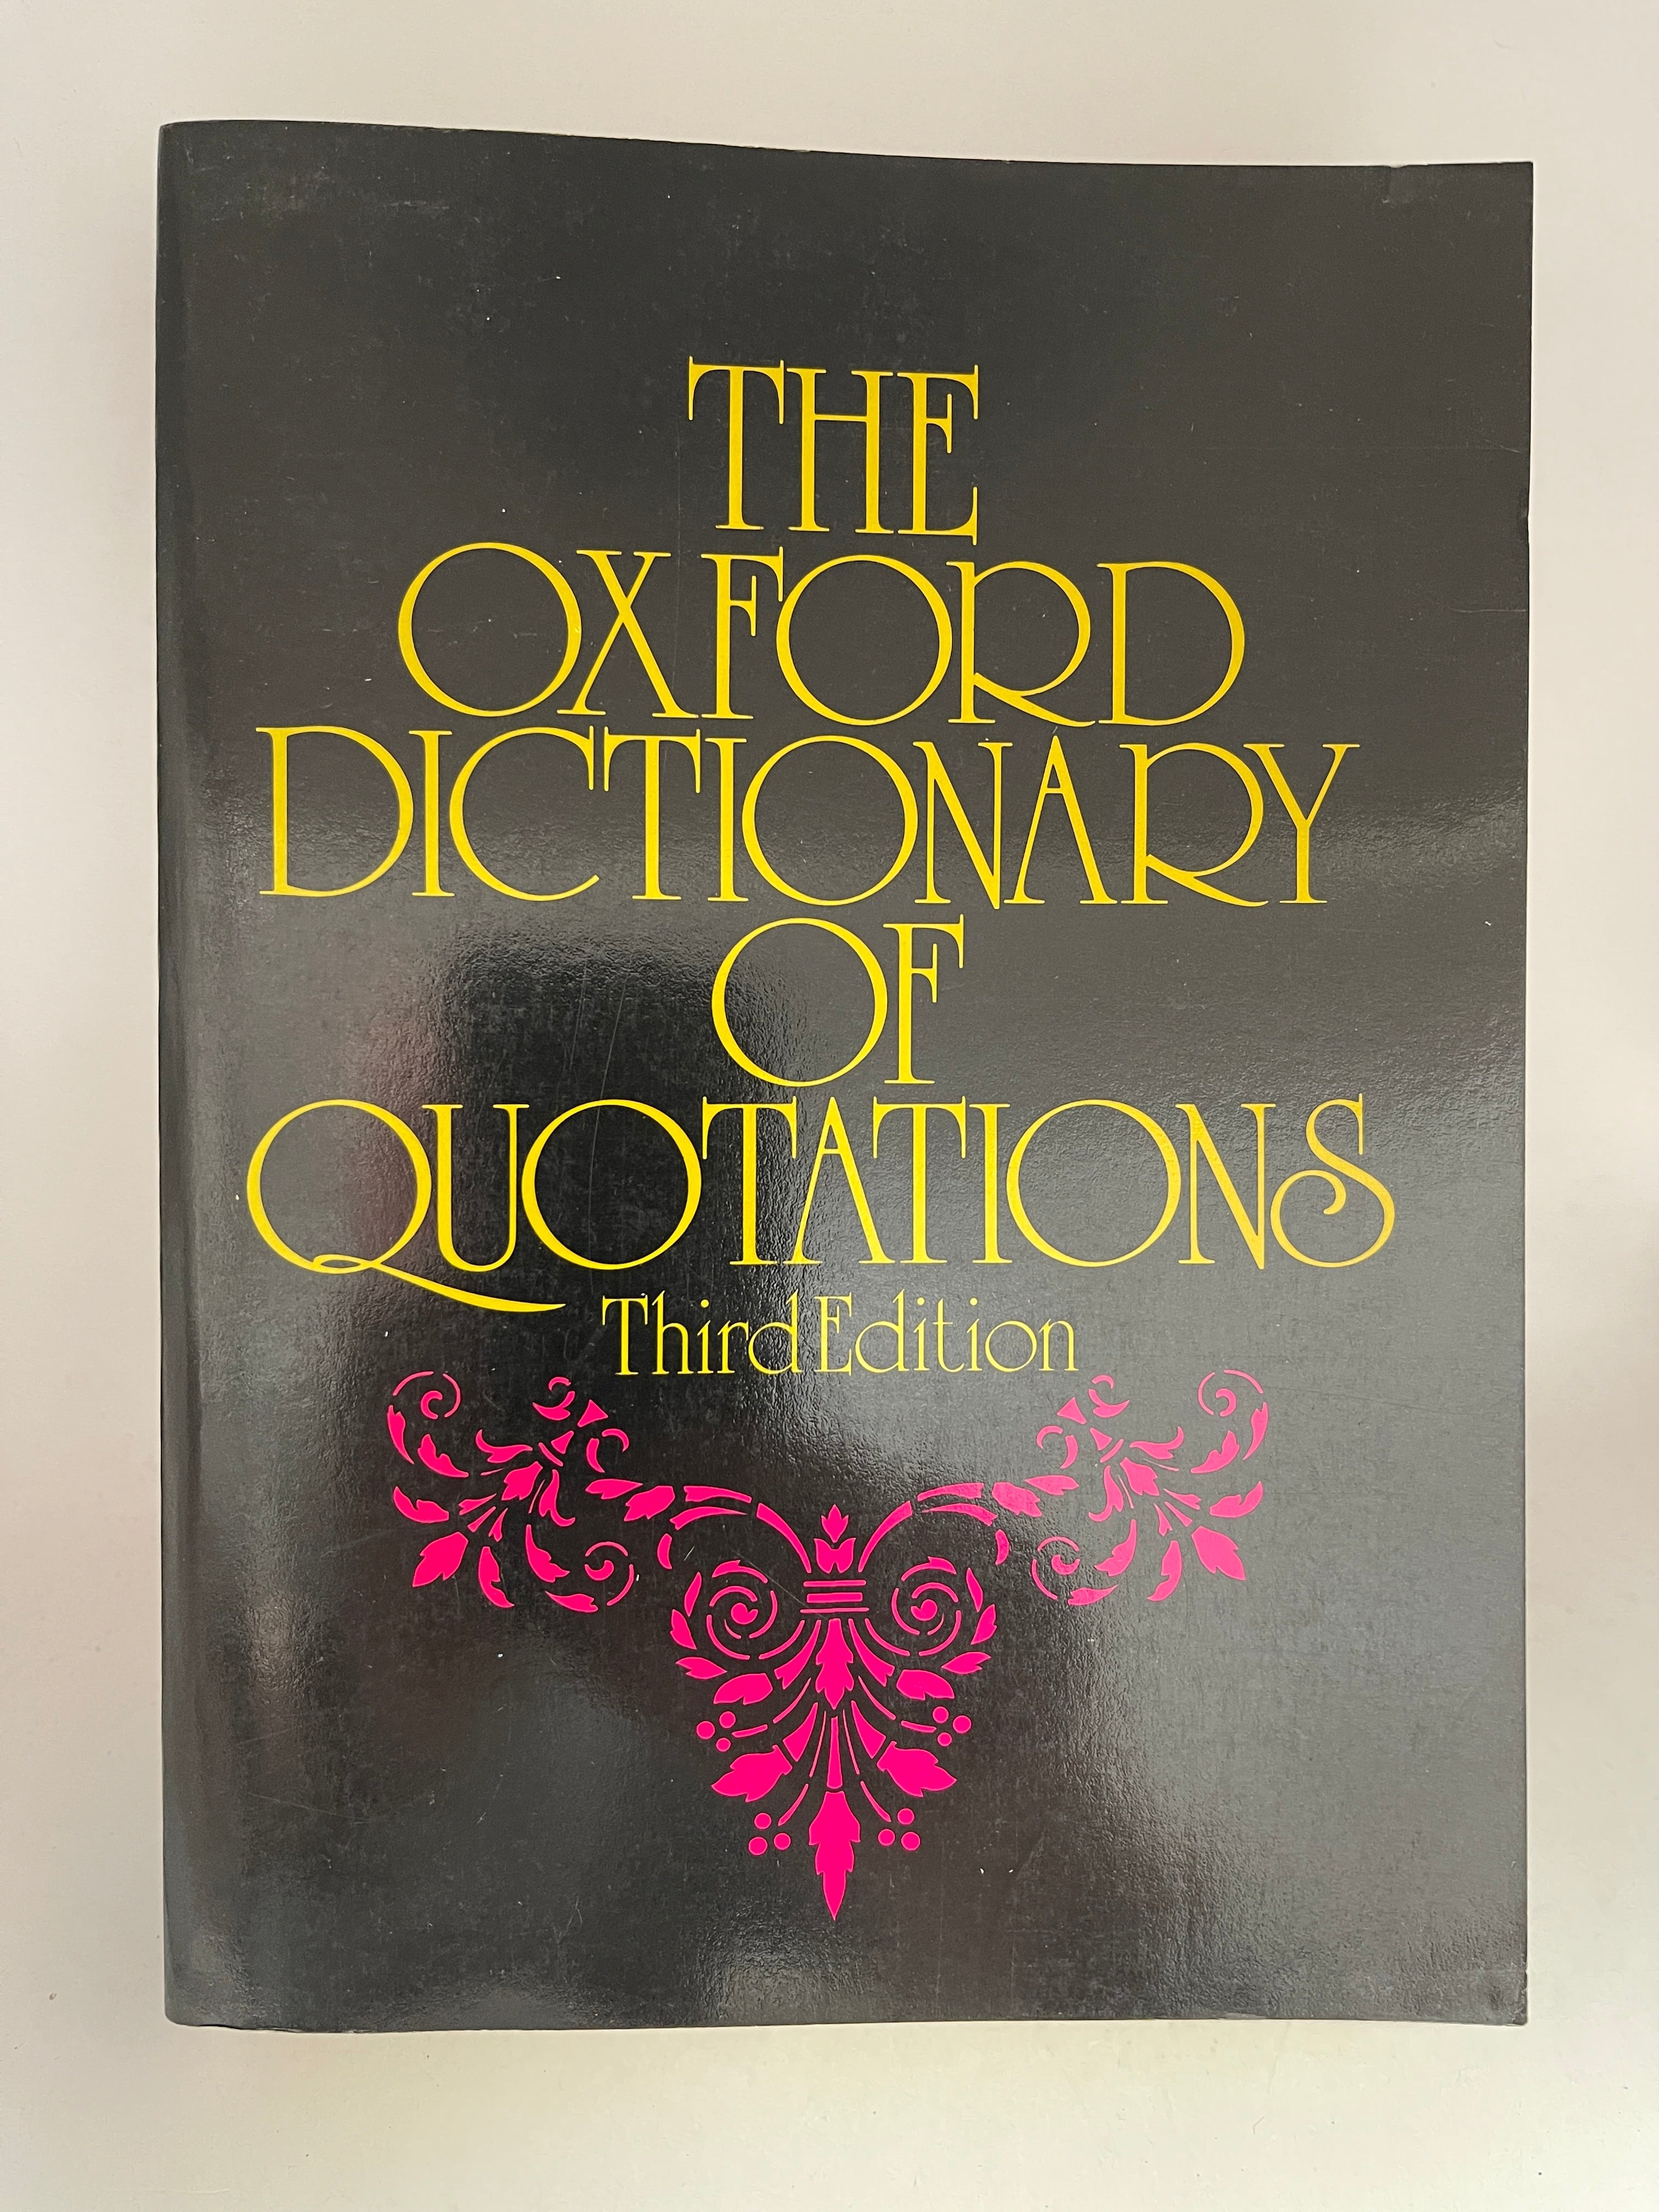 THE
OXFORD
DICTIONARY
OF
QUOTATIONS
Third Edition